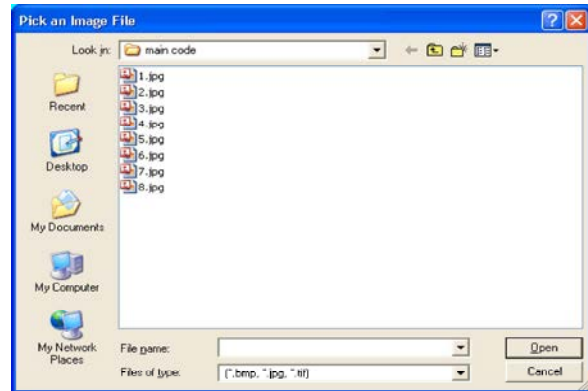 Pick an Image File
Look in: main code
1.jpg
2.jpg
3.jpg
4.jpg
5.jpg
6.jpg
7.jpg
8.jpg
Recent
Desktop
My Documents
My Computer
My Network
Places
File name:
Open
Files of type: (*.bmp, *.jpg, *.tif)
Cancel